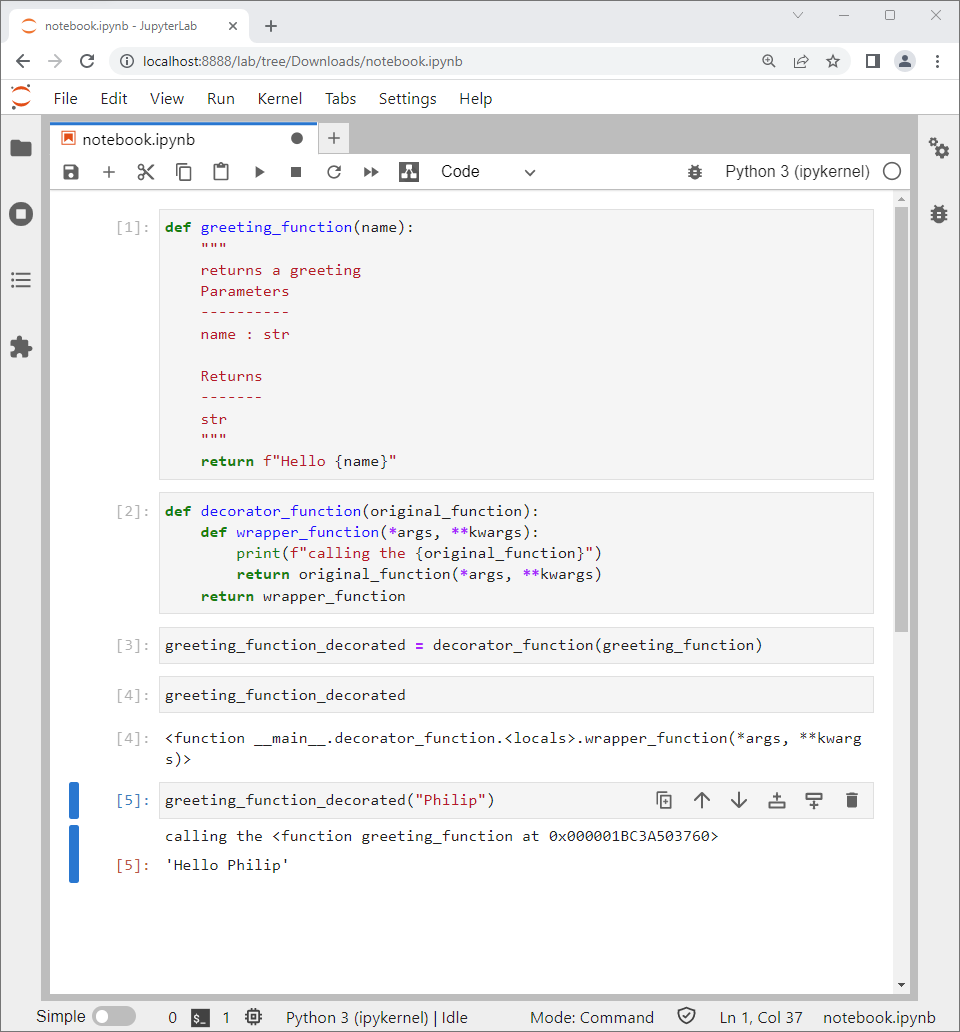 notebook.ipynb - JupyterLab
localhost:8888/lab/tree/Downloads/notebook.ipynb
File Edit View Run Kernel Tabs Settings Help
notebook.ipynb
Code Python 3 (ipykernel)
[1]: def greeting_function(name):
"""
returns a greeting
Parameters
----------
name : str
Returns
-------
str
"""
return f"Hello {name}"
[2]: def decorator_function(original_function):
def wrapper_function(*args, **kwargs):
print(f"calling the {original_function}")
return original_function(*args, **kwargs)
return wrapper_function
[3]: greeting_function_decorated = decorator_function(greeting_function)
[4]: greeting_function_decorated
[4]: <function __main__.decorator_function.<locals>.wrapper_function(*args, **kwarg
s)>
[5]: greeting_function_decorated("Philip")
calling the <function greeting_function at 0x000001BC3A503760>
[5]: 'Hello Philip'
Simple 0 $_ 1 Python 3 (ipykernel) | Idle Mode: Command Ln 1, Col 37 notebook.ipynb